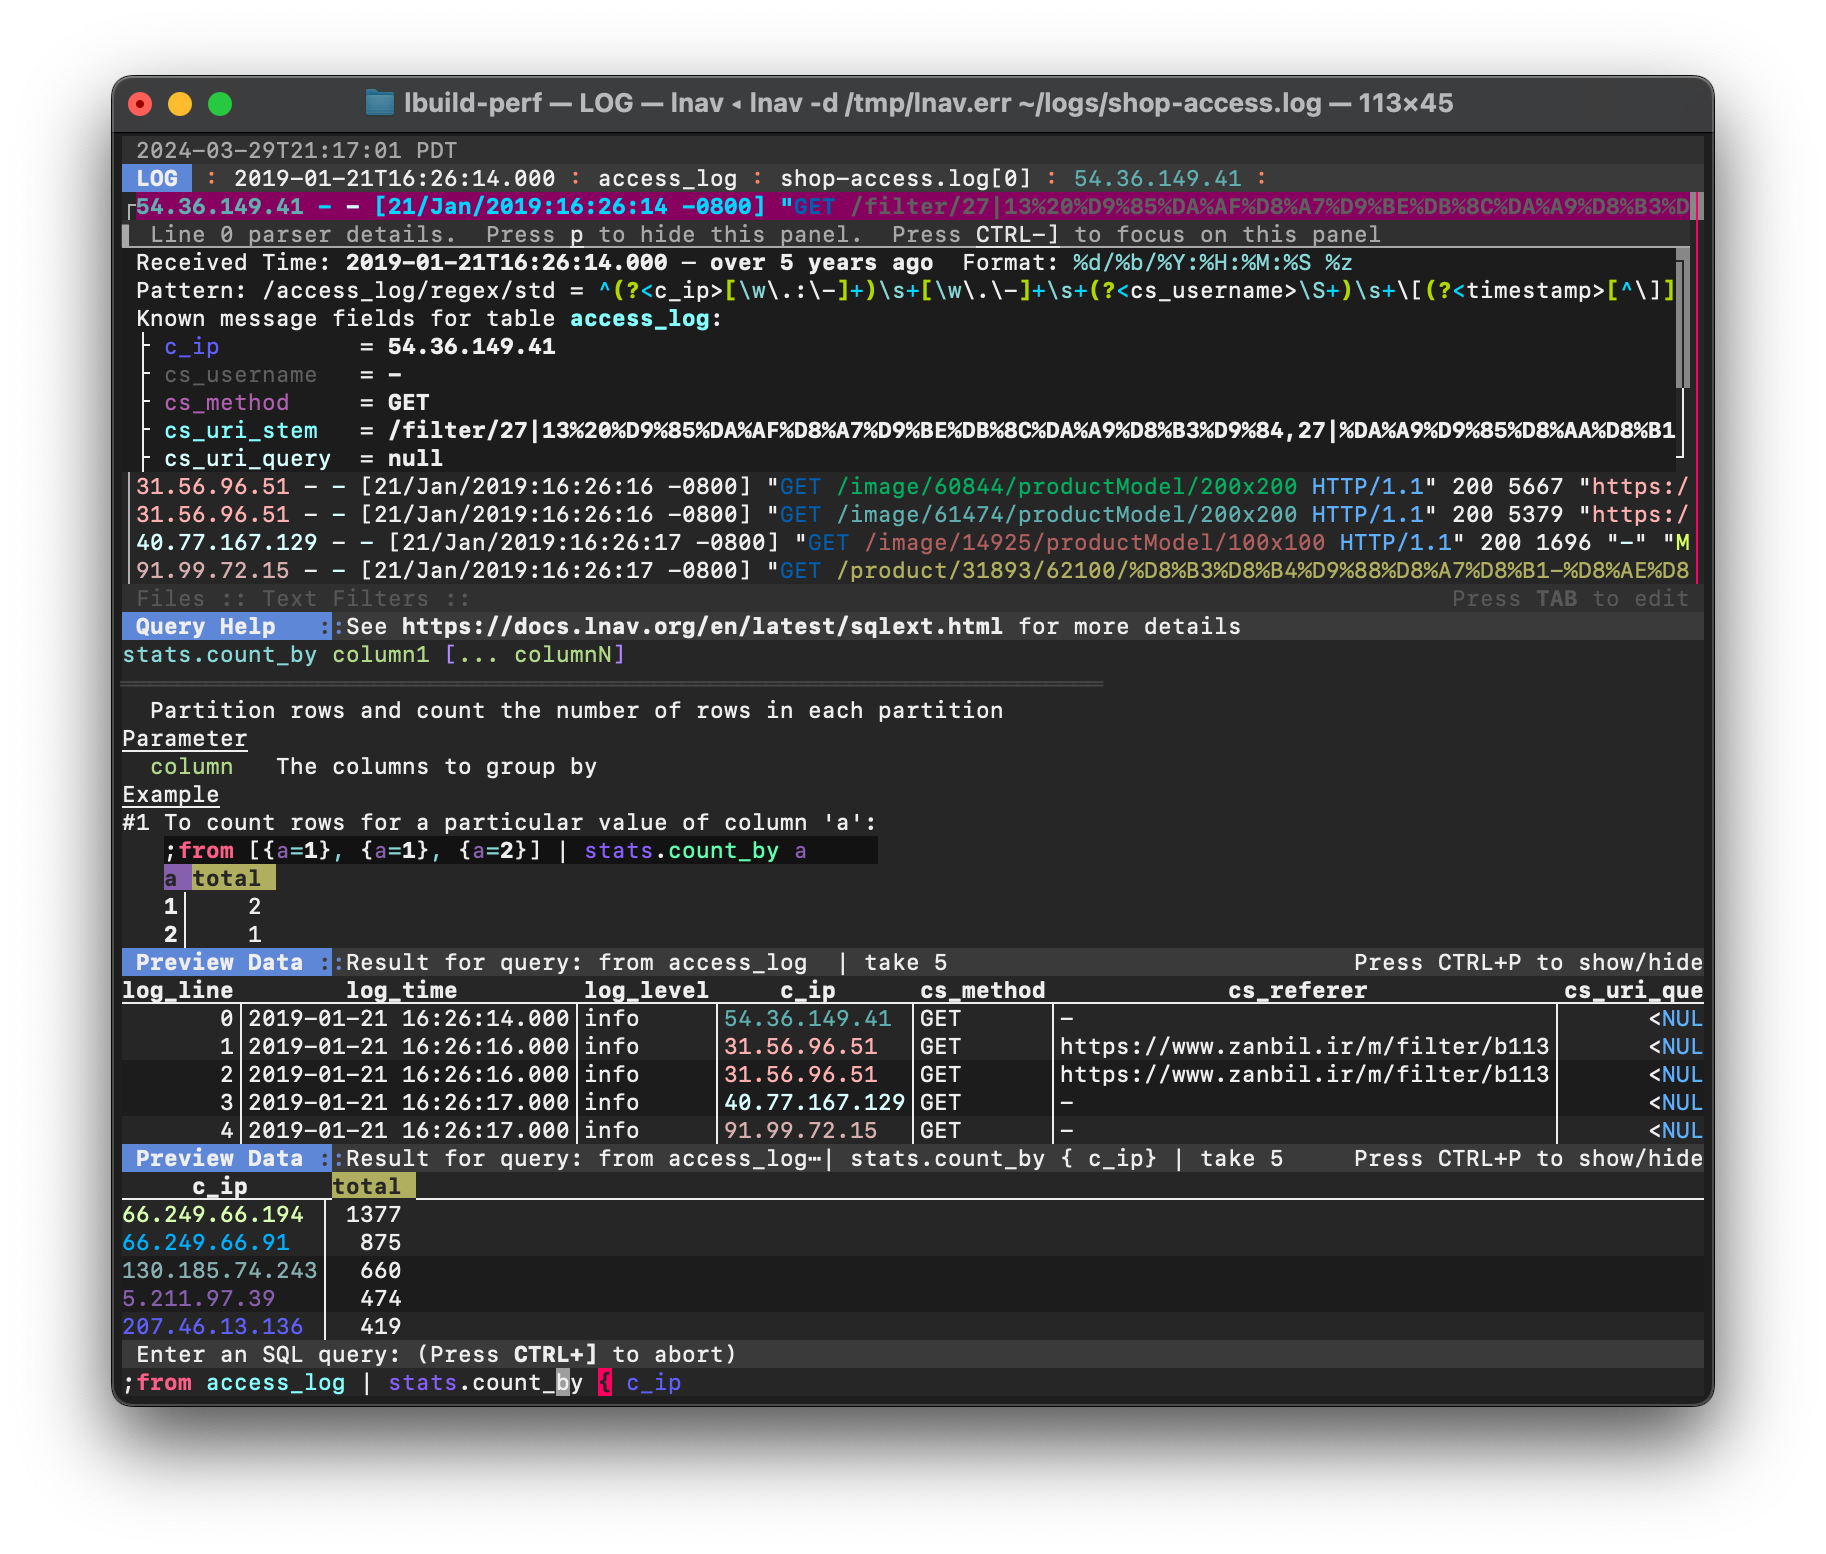 lbuild-perf — LOG — lnav ◂ lnav -d /tmp/lnav.err ~/logs/shop-access.log — 113×45
2024-03-29T21:17:01 PDT
LOG : 2019-01-21T16:26:14.000 : access_log : shop-access.log[0] : 54.36.149.41 :
54.36.149.41 - - [21/Jan/2019:16:26:14 -0800] "GET /filter/27|13%20%D9%85%DA%AF%D8%A7%D9%BE%DB%8C%DA%A9%D8%B3%D
Line 0 parser details.  Press p to hide this panel.  Press CTRL-] to focus on this panel
Received Time: 2019-01-21T16:26:14.000 — over 5 years ago  Format: %d/%b/%Y:%H:%M:%S %z
Pattern: /access_log/regex/std = ^(?<c_ip>[\w\.:\-]+)\s+[\w\.\-]+\s+(?<cs_username>\S+)\s+\[(?<timestamp>[^\]]
Known message fields for table access_log:
c_ip = 54.36.149.41
cs_username = -
cs_method = GET
cs_uri_stem = /filter/27|13%20%D9%85%DA%AF%D8%A7%D9%BE%DB%8C%DA%A9%D8%B3%D9%84,27|%DA%A9%D9%85%D8%AA%D8%B1
cs_uri_query = null
31.56.96.51 - - [21/Jan/2019:16:26:16 -0800] "GET /image/60844/productModel/200x200 HTTP/1.1" 200 5667 "https:/
31.56.96.51 - - [21/Jan/2019:16:26:16 -0800] "GET /image/61474/productModel/200x200 HTTP/1.1" 200 5379 "https:/
40.77.167.129 - - [21/Jan/2019:16:26:17 -0800] "GET /image/14925/productModel/100x100 HTTP/1.1" 200 1696 "-" "M
91.99.72.15 - - [21/Jan/2019:16:26:17 -0800] "GET /product/31893/62100/%D8%B3%D8%B4%D9%88%D8%A7%D8%B1-%D8%AE%D8
Files :: Text Filters :: Press TAB to edit
Query Help ::See https://docs.lnav.org/en/latest/sqlext.html for more details
stats.count_by column1 [... columnN]
Partition rows and count the number of rows in each partition
Parameter
column   The columns to group by
Example
#1 To count rows for a particular value of column 'a':
;from [{a=1}, {a=1}, {a=2}] | stats.count_by a
a total
1 2
2 1
Preview Data ::Result for query: from access_log  | take 5 Press CTRL+P to show/hide
log_line log_time log_level c_ip cs_method cs_referer cs_uri_que
0 2019-01-21 16:26:14.000 info 54.36.149.41 GET - <NUL
1 2019-01-21 16:26:16.000 info 31.56.96.51 GET https://www.zanbil.ir/m/filter/b113 <NUL
2 2019-01-21 16:26:16.000 info 31.56.96.51 GET https://www.zanbil.ir/m/filter/b113 <NUL
3 2019-01-21 16:26:17.000 info 40.77.167.129 GET - <NUL
4 2019-01-21 16:26:17.000 info 91.99.72.15 GET - <NUL
Preview Data ::Result for query: from access_log⋯| stats.count_by { c_ip} | take 5 Press CTRL+P to show/hide
c_ip total
66.249.66.194 1377
66.249.66.91 875
130.185.74.243 660
5.211.97.39 474
207.46.13.136 419
Enter an SQL query: (Press CTRL+] to abort)
;from access_log | stats.count_by { c_ip